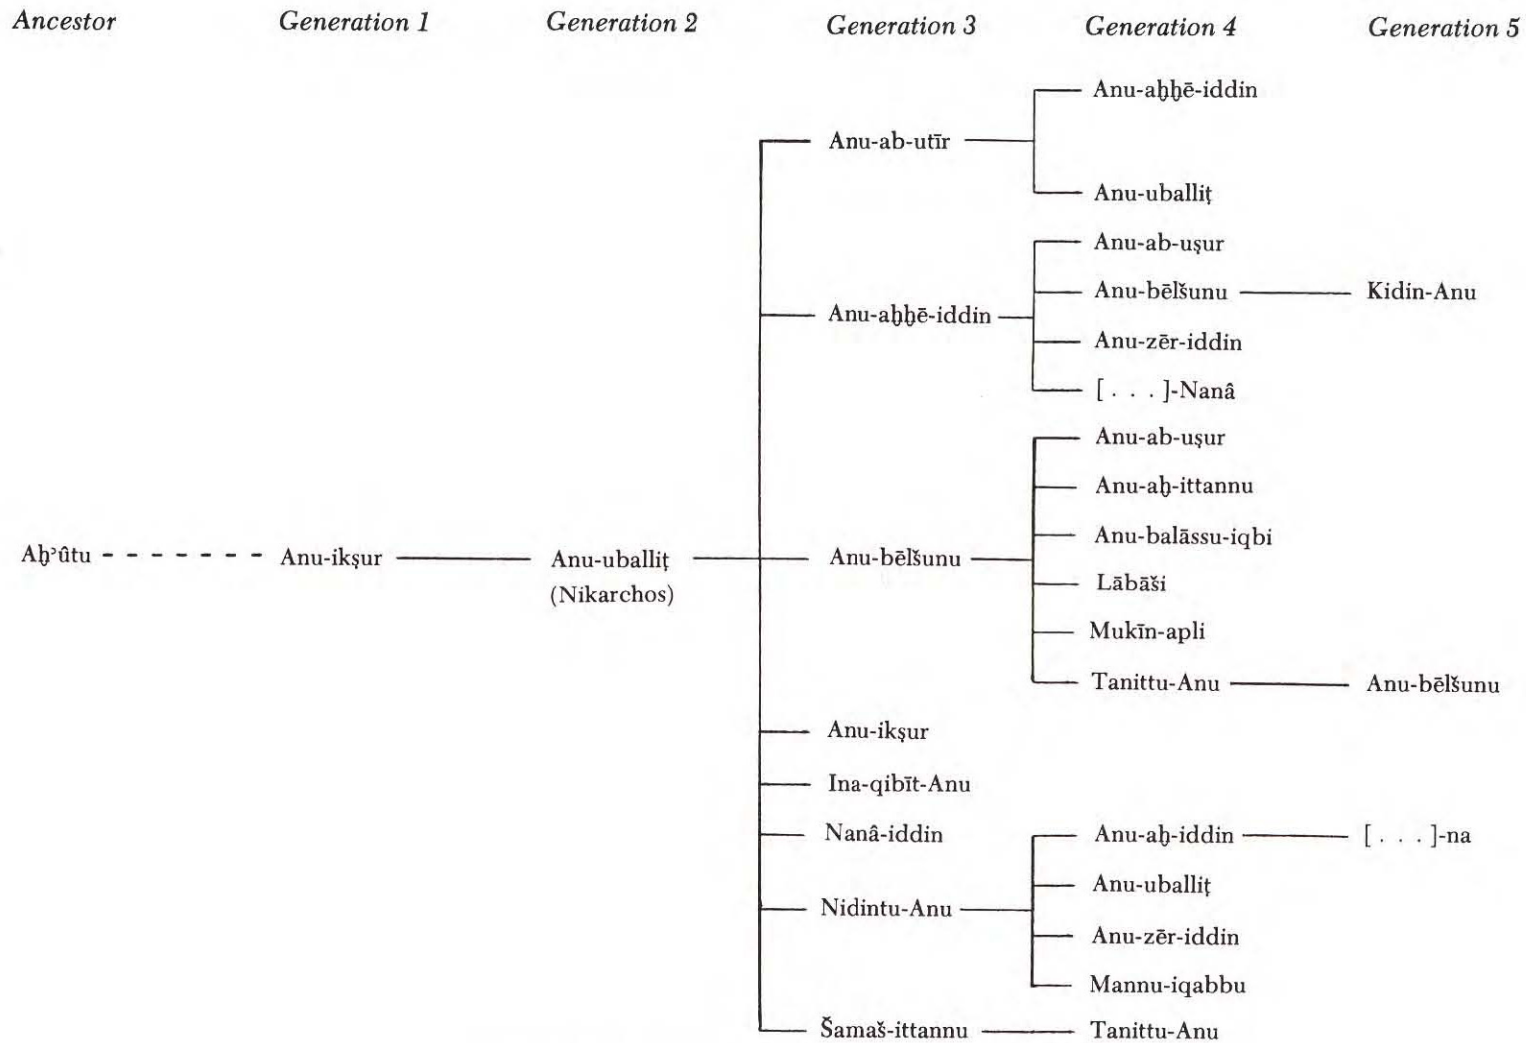 Ancestor Generation 1 Generation 2 Generation 3 Generation 4 Generation 5
Anu-aḫḫē-iddin
Anu-ab-utīr
Anu-uballiṭ
Anu-ab-uṣur
Anu-bēlšunu Kidin-Anu
Anu-aḫḫē-iddin
Anu-zēr-iddin
[ . . . ]-Nanâ
Anu-ab-uṣur
Anu-aḫ-ittannu
Anu-balāssu-iqbi
Aḫʾûtu Anu-ikṣur Anu-uballiṭ Anu-bēlšunu
(Nikarchos) Lābāši
Mukīn-apli
Tanittu-Anu Anu-bēlšunu
Anu-ikṣur
Ina-qibīt-Anu
Nanâ-iddin Anu-aḫ-iddin [ . . . ]-na
Anu-uballiṭ
Nidintu-Anu
Anu-zēr-iddin
Mannu-iqabbu
Šamaš-ittannu Tanittu-Anu